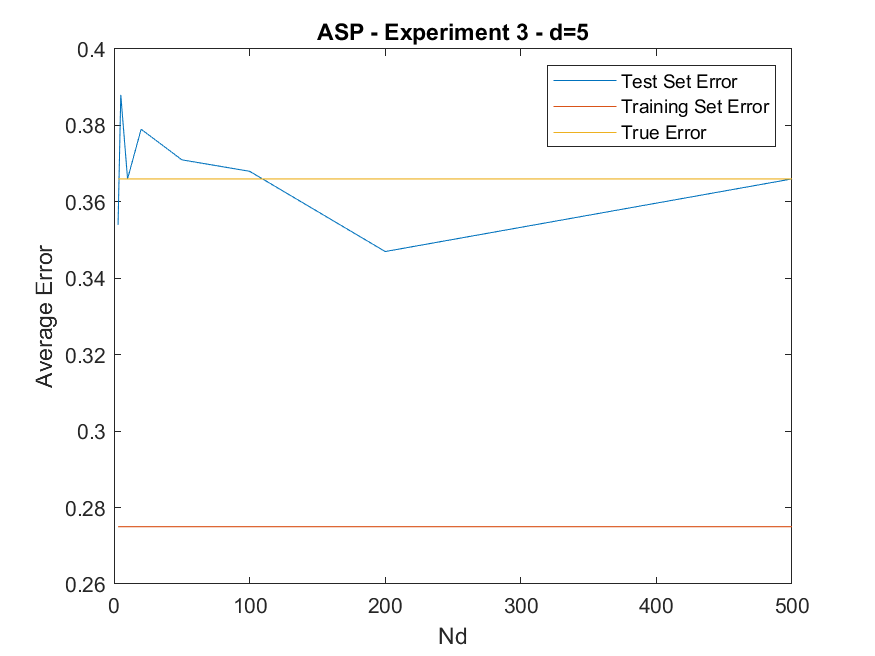 ASP - Experiment 3 - d=5
0.4
0.38
0.36
0.34
0.32
0.3
0.28
0.26
Average Error
Test Set Error
Training Set Error
True Error
0 100 200 300 400 500
Nd